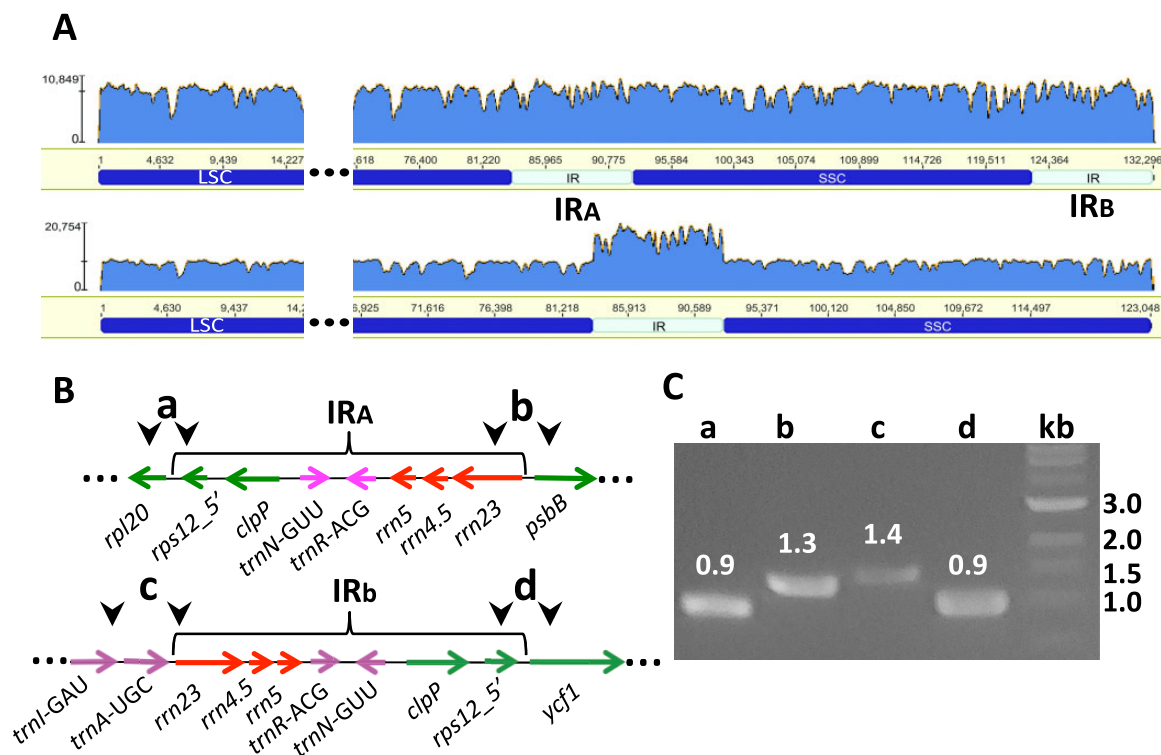 A
10,849
0
1 4,632 9,439 14,227 ,618 76,400 81,220 85,965 90,775 95,584 100,343 105,074 109,899 114,726 119,511 124,364 132,296
LSC IR SSC IR
IRA IRB
20,754
0
1 4,630 9,437 14,2 6,925 71,616 76,398 81,218 85,913 90,589 95,371 100,120 104,850 109,672 114,497 123,048
LSC IR SSC
B
a IRA b
rpl20 rps12_5' clpP trnN-GUU trnR-ACG rrn5 rrn4.5 rrn23 psbB
c IRb d
trnI-GAU trnA-UGC rrn23 rrn4.5 rrn5 trnR-ACG trnN-GUU clpP rps12_5' ycf1
C
a b c d kb
0.9 1.3 1.4 0.9
3.0
2.0
1.5
1.0